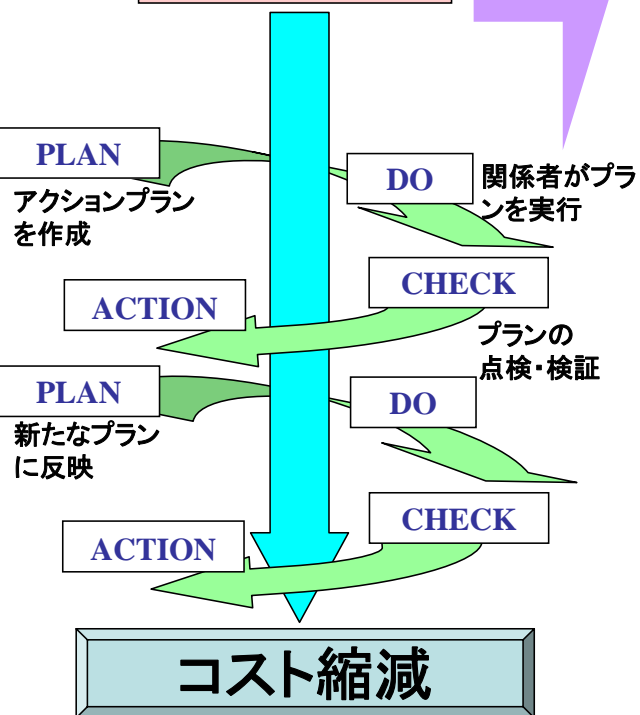 PLAN
アクションプラン
を作成
DO
関係者がプラ
ンを実行
CHECK
プランの
点検・検証
ACTION
PLAN
新たなプラン
に反映
DO
CHECK
ACTION
コスト縮減